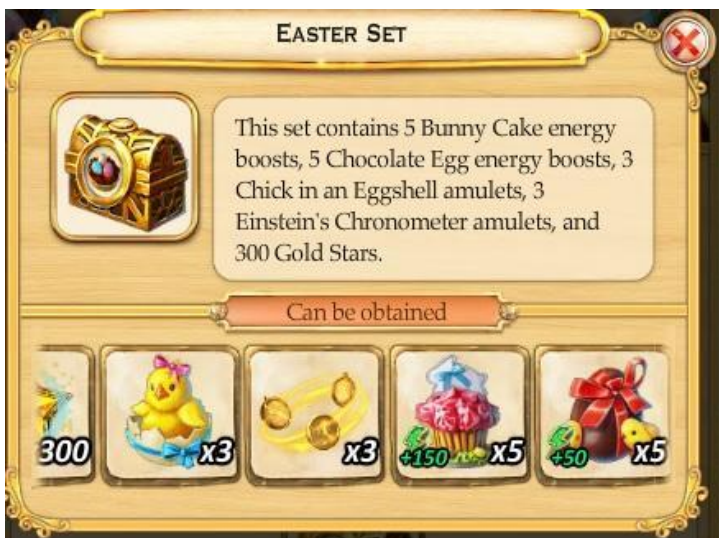 EASTER SET
This set contains 5 Bunny Cake energy
boosts, 5 Chocolate Egg energy boosts, 3
Chick in an Eggshell amulets, 3
Einstein's Chronometer amulets, and
300 Gold Stars.
Can be obtained
300 x3 x3 +150 x5 +50 x5